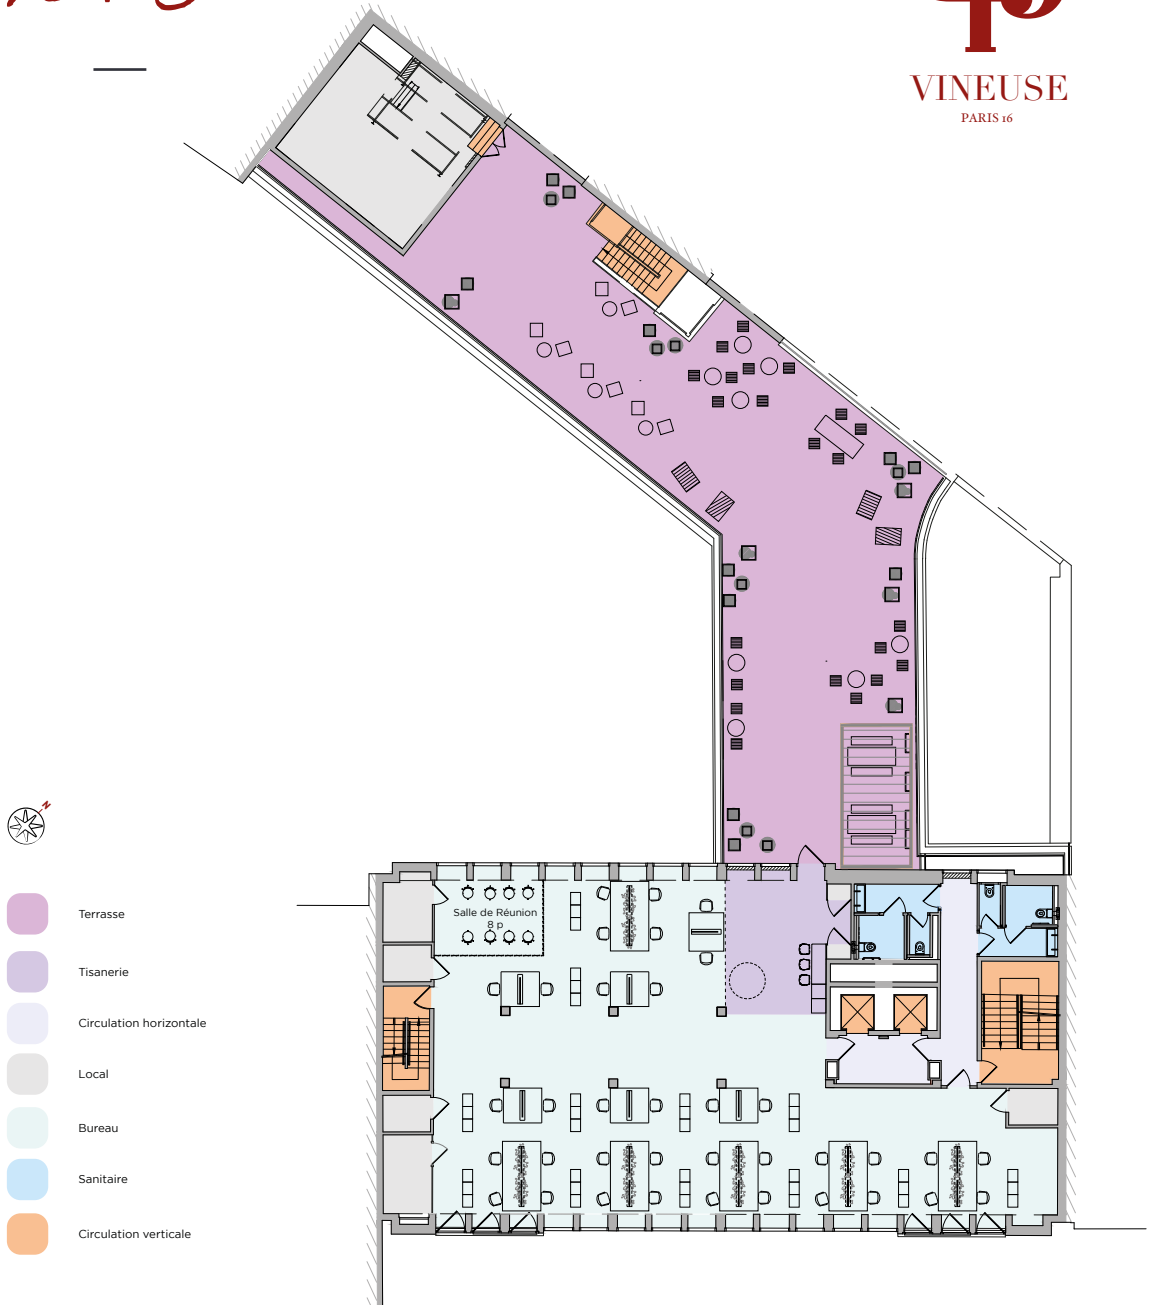 VINEUSE
PARIS 16
N
Terrasse
Tisanerie
Circulation horizontale
Local
Bureau
Sanitaire
Circulation verticale
Salle de Réunion
8 p